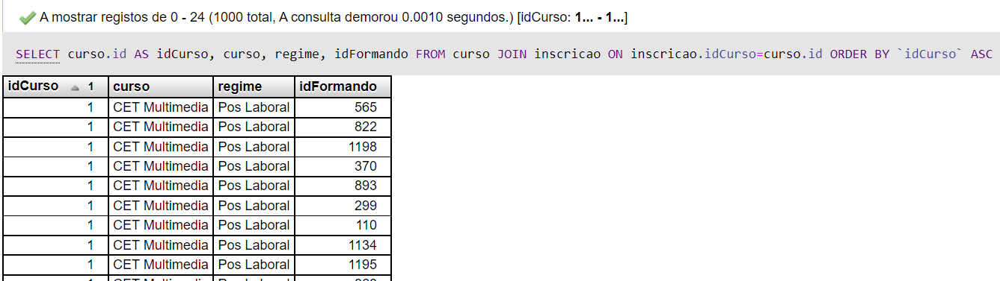 A mostrar registos de 0 - 24 (1000 total, A consulta demorou 0.0010 segundos.) [idCurso: 1... - 1...]
SELECT curso.id AS idCurso, curso, regime, idFormando FROM curso JOIN inscricao ON inscricao.idCurso=curso.id ORDER BY `idCurso` ASC
idCurso 1 curso regime idFormando
1 CET Multimedia Pos Laboral 565
1 CET Multimedia Pos Laboral 822
1 CET Multimedia Pos Laboral 1198
1 CET Multimedia Pos Laboral 370
1 CET Multimedia Pos Laboral 893
1 CET Multimedia Pos Laboral 299
1 CET Multimedia Pos Laboral 110
1 CET Multimedia Pos Laboral 1134
1 CET Multimedia Pos Laboral 1195
1 CET Multimedia Pos Laboral